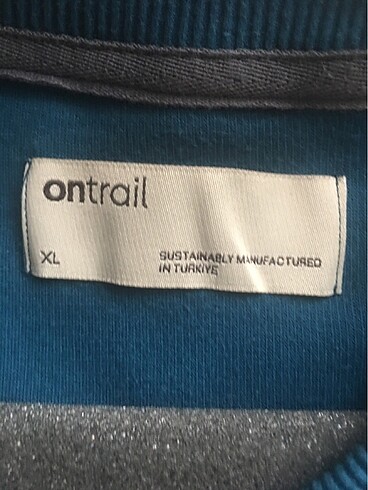 ontrail
XL
SUSTAINABLY MANUFACTURED
IN TURKIYE